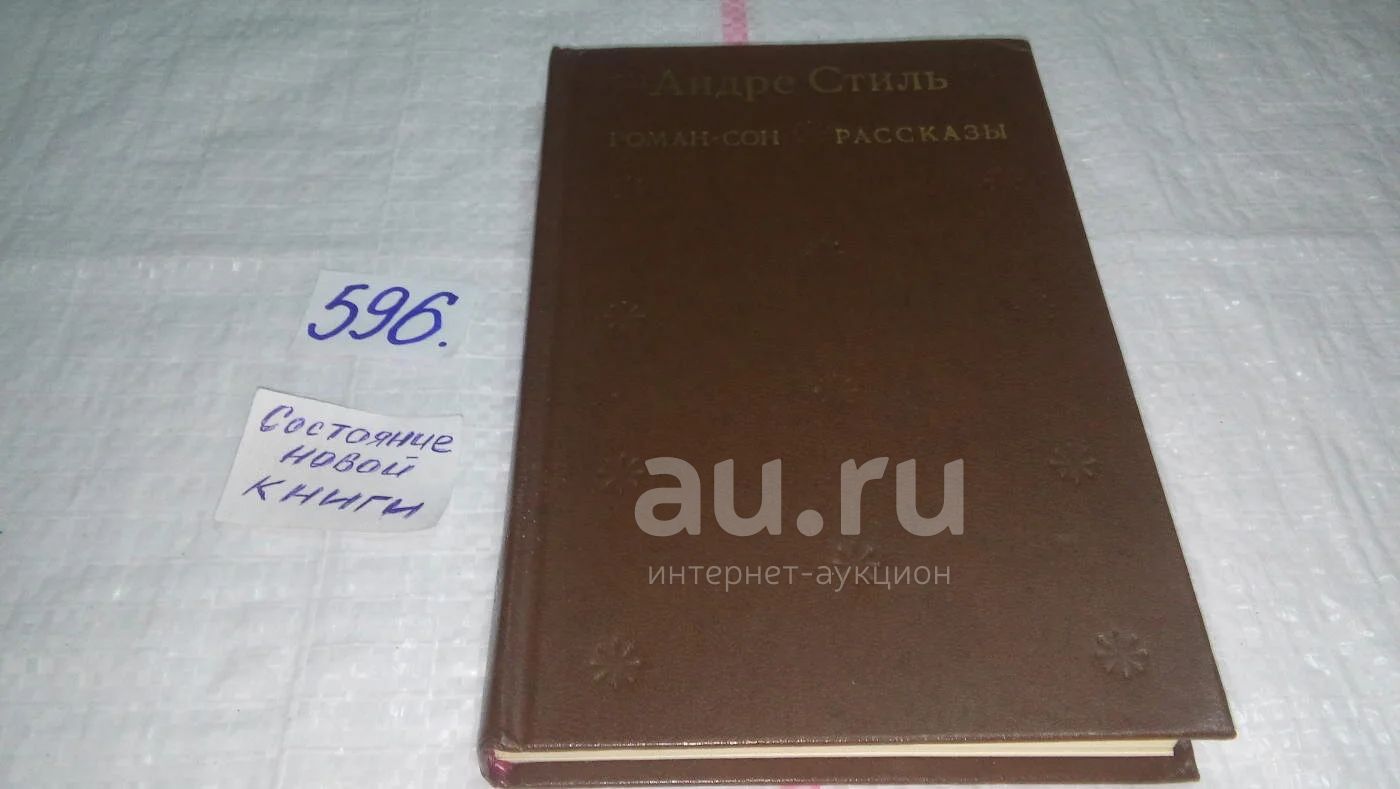 Андре Стиль
РОМАН-СОН РАССКАЗЫ
596.
Состояние
новой
книги
au.ru
интернет-аукцион